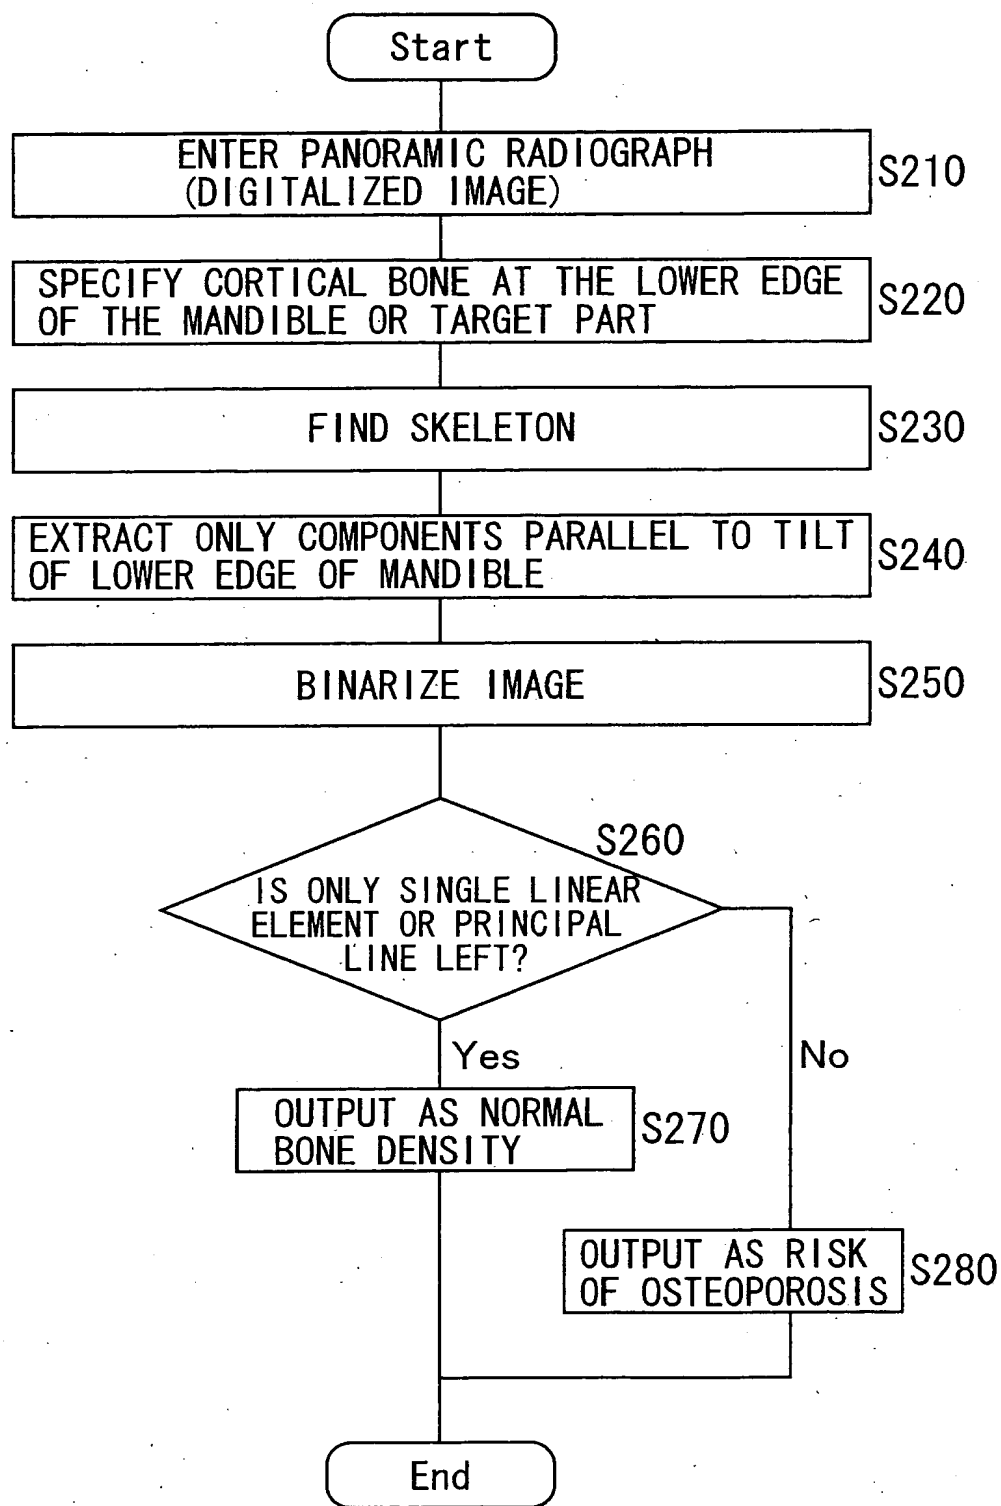 Start
ENTER PANORAMIC RADIOGRAPH
(DIGITALIZED IMAGE)
S210
SPECIFY CORTICAL BONE AT THE LOWER EDGE
OF THE MANDIBLE OR TARGET PART
S220
FIND SKELETON
S230
EXTRACT ONLY COMPONENTS PARALLEL TO TILT
OF LOWER EDGE OF MANDIBLE
S240
BINARIZE IMAGE
S250
S260
IS ONLY SINGLE LINEAR
ELEMENT OR PRINCIPAL
LINE LEFT?
Yes
No
OUTPUT AS NORMAL
BONE DENSITY
S270
OUTPUT AS RISK
OF OSTEOPOROSIS
S280
End